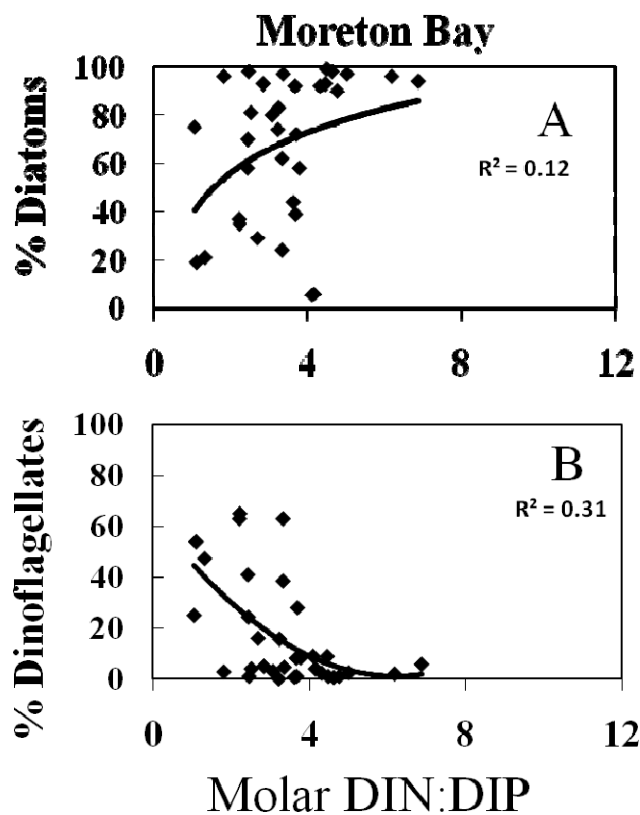 Moreton Bay
% Diatoms
100
80
60
40
20
0
A
R² = 0.12
0 4 8 12
% Dinoflagellates
100
80
60
40
20
0
B
R² = 0.31
0 4 8 12
Molar DIN:DIP